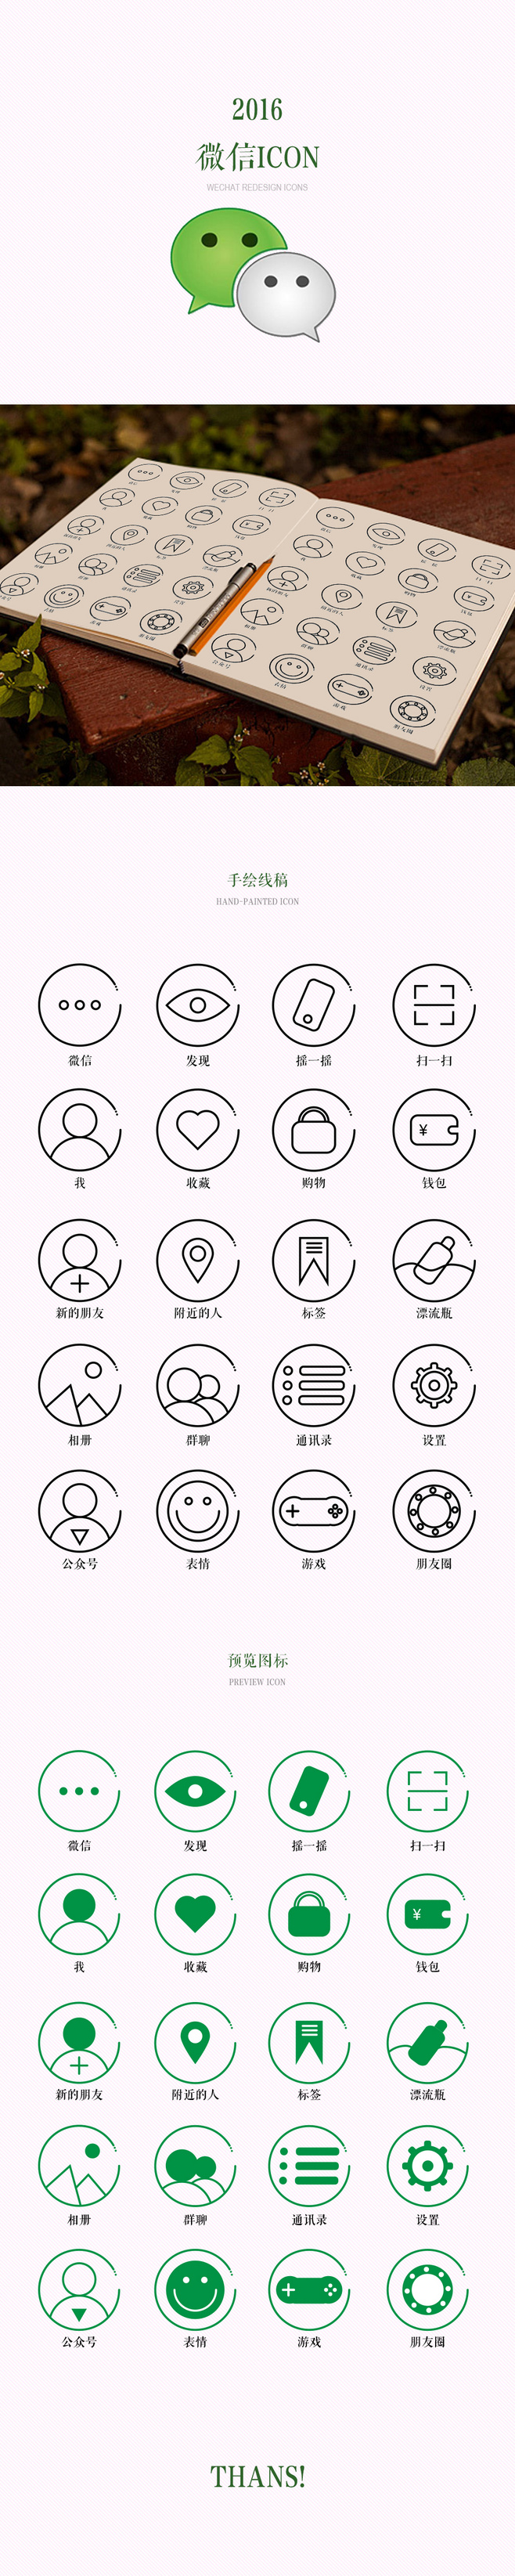 2016
微信ICON
WECHAT REDESIGN ICONS
手绘线稿
HAND-PAINTED ICON
微信 发现 摇一摇 扫一扫
我 收藏 购物 钱包
新的朋友 附近的人 标签 漂流瓶
相册 群聊 通讯录 设置
公众号 表情 游戏 朋友圈
预览图标
PREVIEW ICON
微信 发现 摇一摇 扫一扫
我 收藏 购物 钱包
新的朋友 附近的人 标签 漂流瓶
相册 群聊 通讯录 设置
公众号 表情 游戏 朋友圈
THANS!